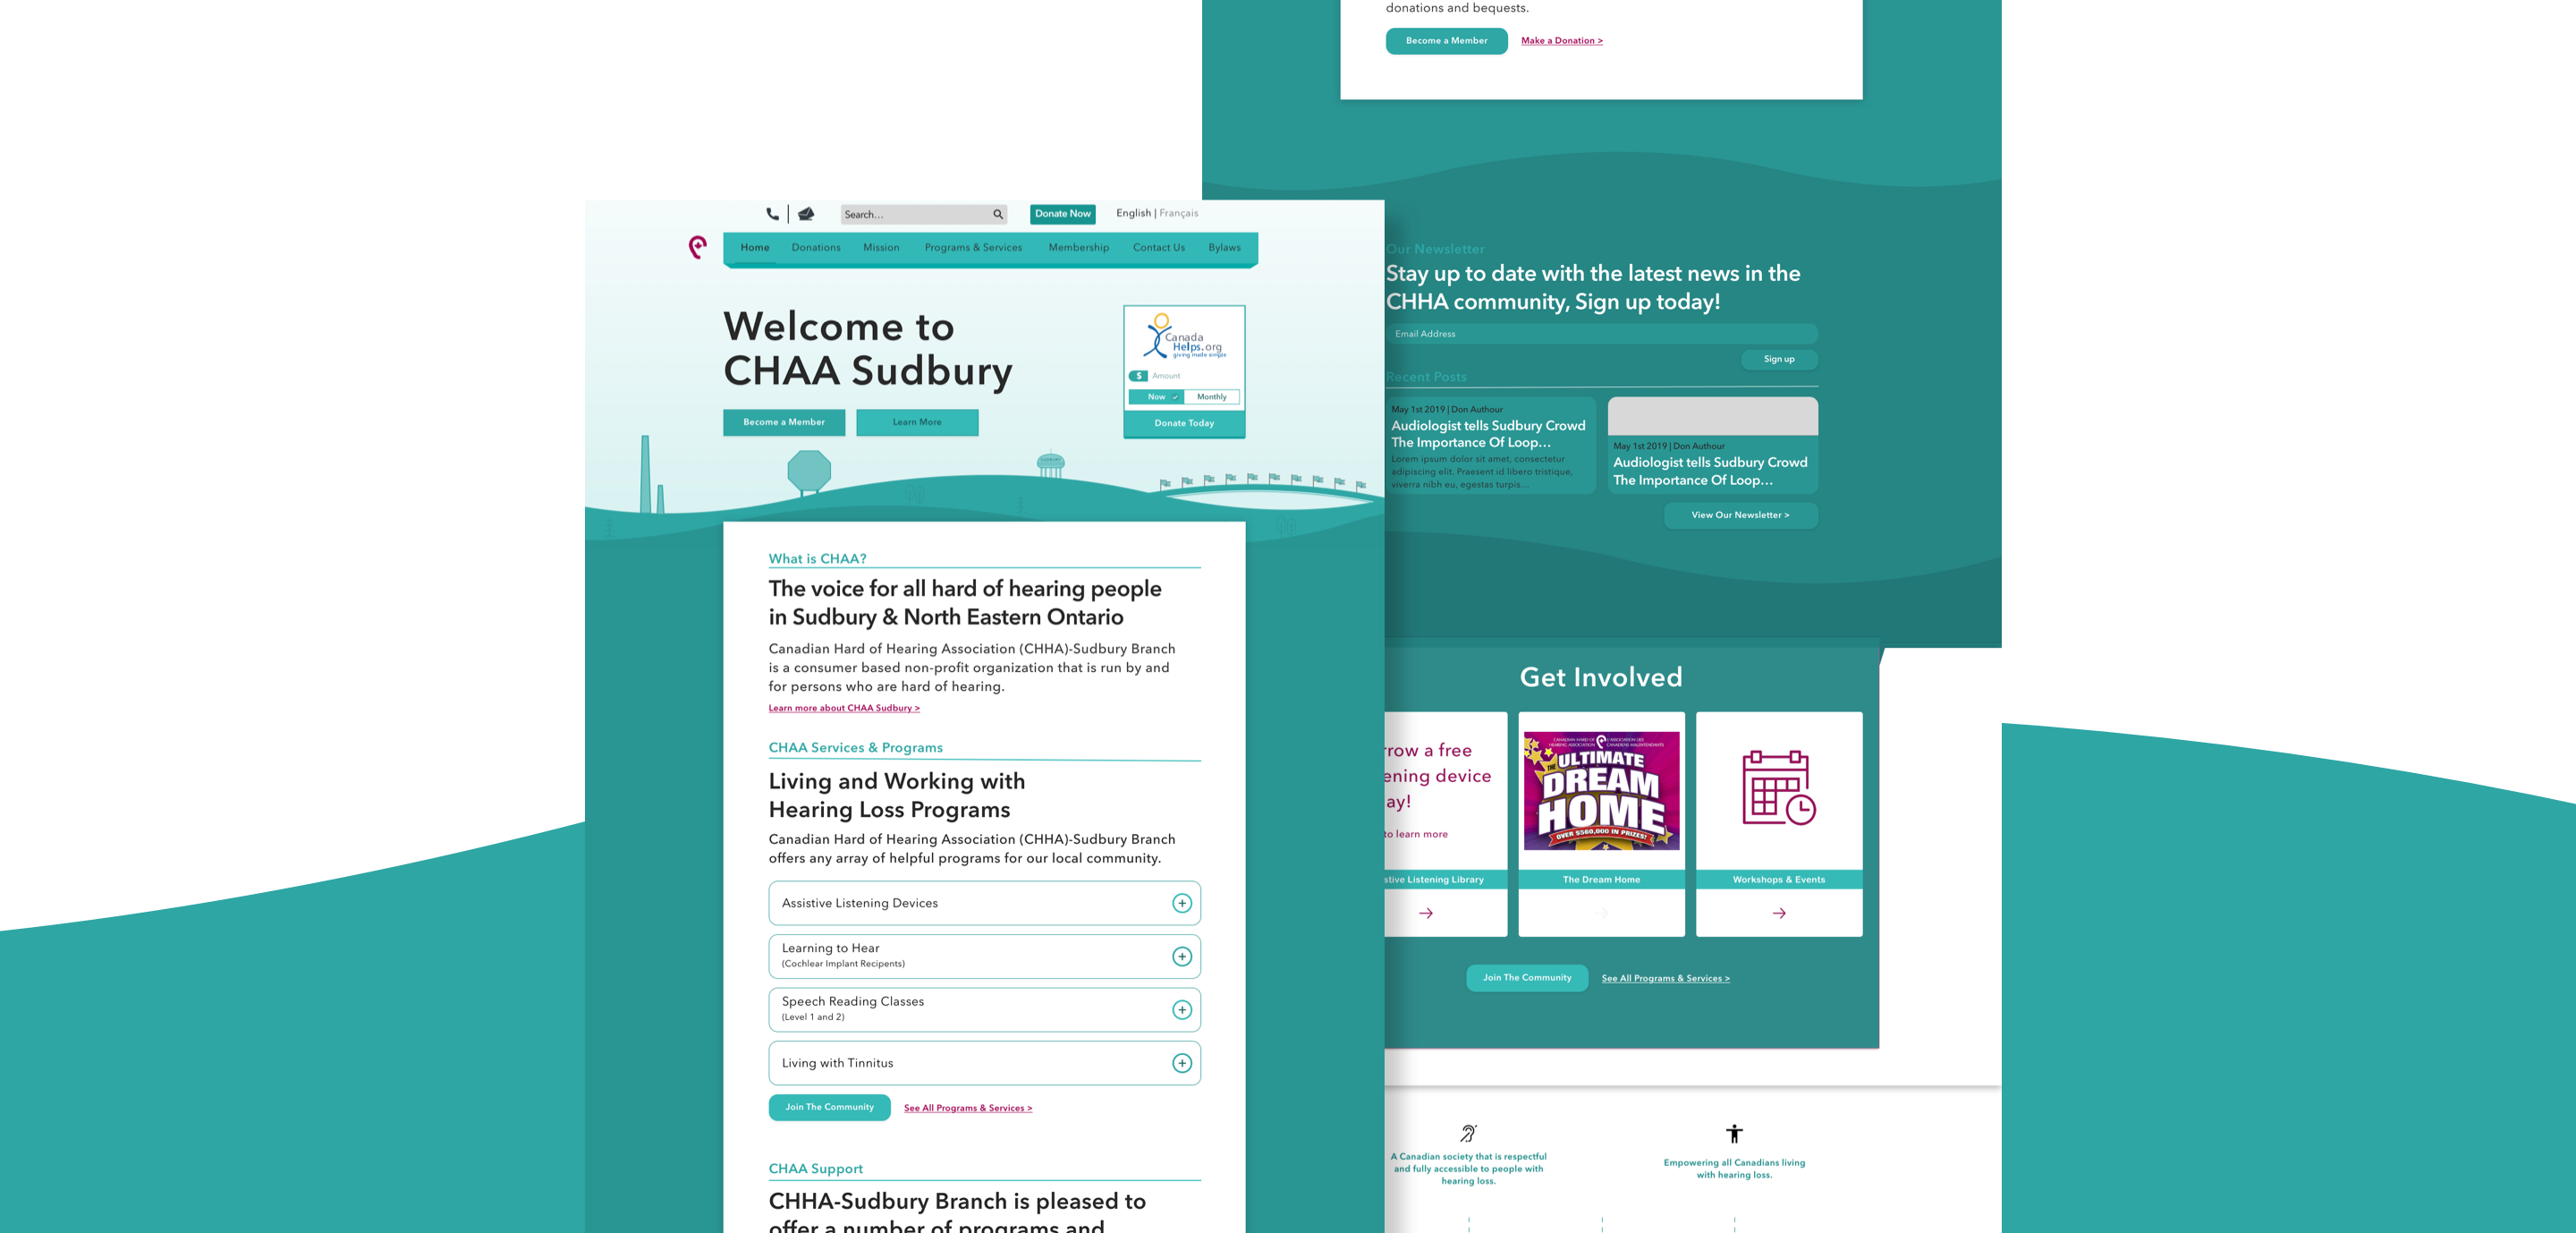 Search...
Donate Now
English | Français
Home
Donations
Mission
Programs & Services
Membership
Contact Us
Bylaws
Welcome to
CHAA Sudbury
Become a Member
Learn More
Canada
Helps.org
giving made simple
$
Amount
Now
Monthly
Donate Today
SUDBURY
What is CHAA?
The voice for all hard of hearing people
in Sudbury & North Eastern Ontario
Canadian Hard of Hearing Association (CHHA)-Sudbury Branch
is a consumer based non-profit organization that is run by and
for persons who are hard of hearing.
Learn more about CHAA Sudbury >
CHAA Services & Programs
Living and Working with
Hearing Loss Programs
Canadian Hard of Hearing Association (CHHA)-Sudbury Branch
offers any array of helpful programs for our local community.
Assistive Listening Devices
Learning to Hear
(Cochlear Implant Recipents)
Speech Reading Classes
(Level 1 and 2)
Living with Tinnitus
Join The Community
See All Programs & Services >
CHAA Support
CHHA-Sudbury Branch is pleased to
offer a number of programs and
donations and bequests.
Become a Member
Make a Donation >
Our Newsletter
Stay up to date with the latest news in the
CHHA community, Sign up today!
Email Address
Sign up
Recent Posts
May 1st 2019 | Don Authour
Audiologist tells Sudbury Crowd
The Importance Of Loop...
Lorem ipsum dolor sit amet, consectetur
adipiscing elit. Praesent id libero tristique,
viverra nibh eu, egestas turpis...
May 1st 2019 | Don Authour
Audiologist tells Sudbury Crowd
The Importance Of Loop...
View Our Newsletter >
Get Involved
rrow a free
ening device
ay!
to learn more
stive Listening Library
CANADIAN HARD OF
HEARING ASSOCIATION
L'ASSOCIATION DES
CANADIENS MALENTENDANTS
THE ULTIMATE
DREAM
HOME
OVER $560,000 IN PRIZES!
The Dream Home
Workshops & Events
Join The Community
See All Programs & Services >
A Canadian society that is respectful
and fully accessible to people with
hearing loss.
Empowering all Canadians living
with hearing loss.